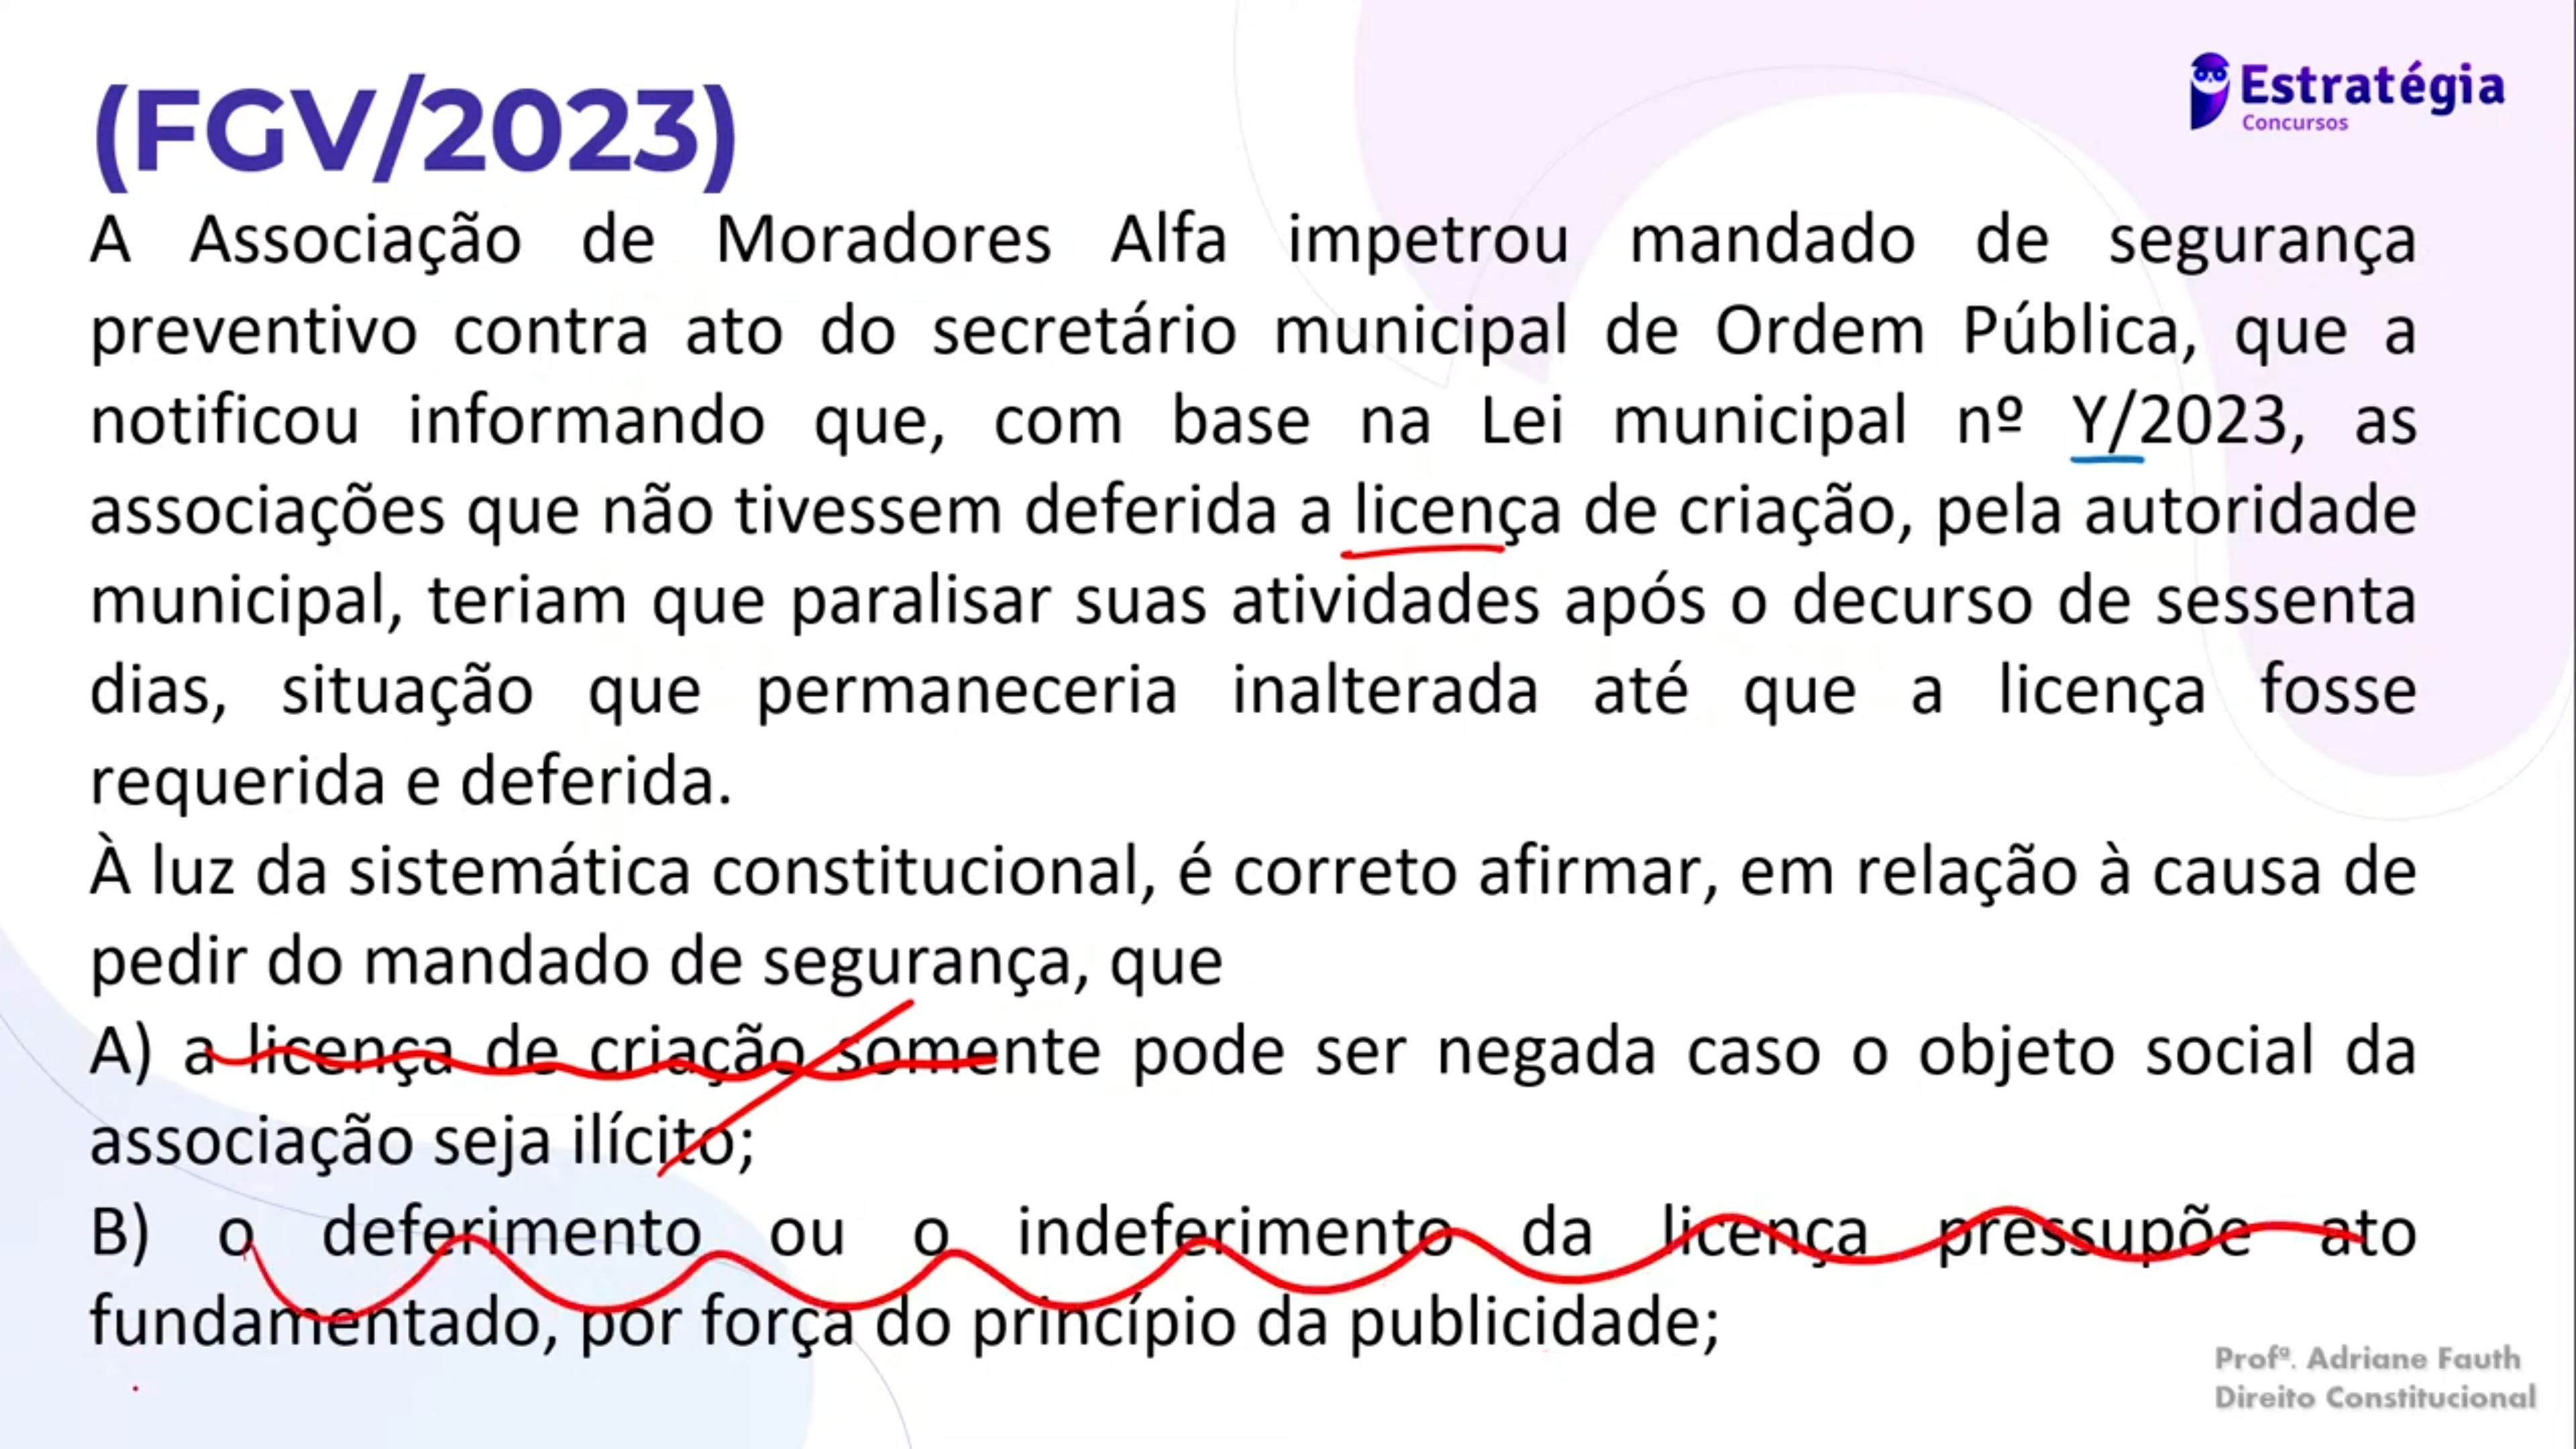 (FGV/2023)
Estratégia
Concursos
A Associação de Moradores Alfa impetrou mandado de segurança
preventivo contra ato do secretário municipal de Ordem Pública, que a
notificou informando que, com base na Lei municipal nº Y/2023, as
associações que não tivessem deferida a licença de criação, pela autoridade
municipal, teriam que paralisar suas atividades após o decurso de sessenta
dias, situação que permaneceria inalterada até que a licença fosse
requerida e deferida.
À luz da sistemática constitucional, é correto afirmar, em relação à causa de
pedir do mandado de segurança, que
A) a licença de criação somente pode ser negada caso o objeto social da
associação seja ilícito;
B) o deferimento ou o indeferimento da licença pressupõe ato
fundamentado, por força do princípio da publicidade;
Profª. Adriane Fauth
Direito Constitucional